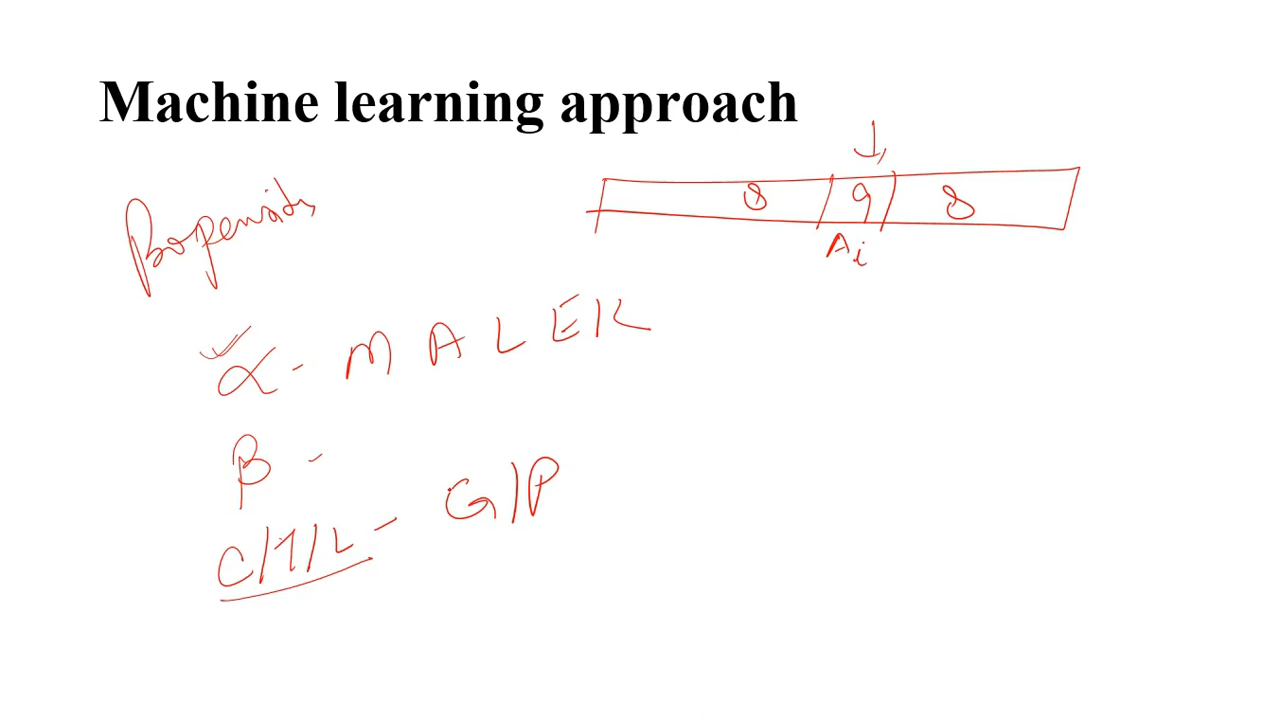 Machine learning approach
8 9 8
Ai
Propensity
α - MALEK
β -
C/T/L - G/P